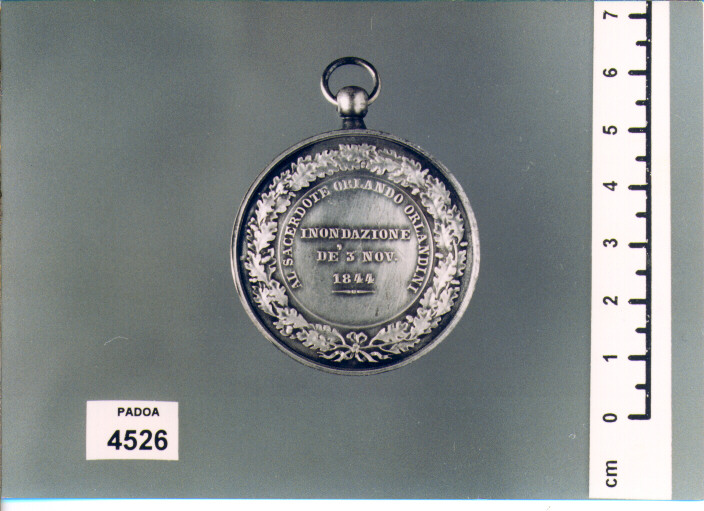 AL SACERDOTE ORLANDO ORLANDINI
INONDAZIONE
DE' 3 NOV.
1844
PADOA
4526
7
6
5
4
3
2
1
0
cm